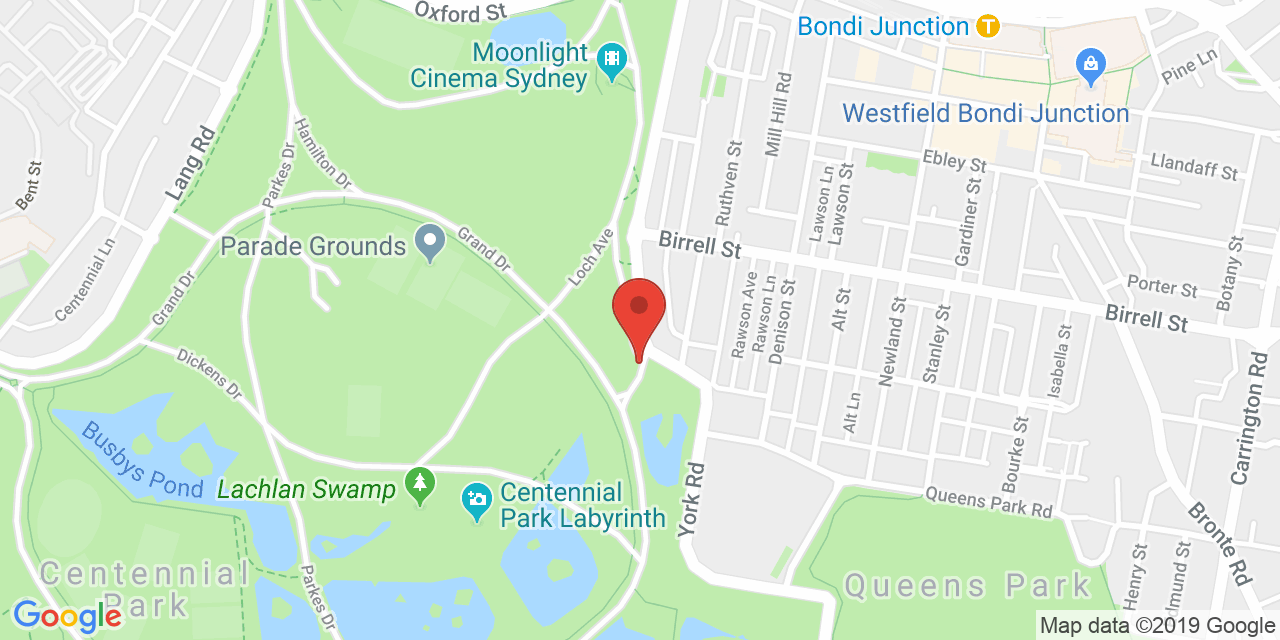 Oxford St
Bondi Junction
T
Moonlight
Cinema Sydney
Pine Ln
Westfield Bondi Junction
Mill Hill Rd
Lang Rd
Hamilton Dr
Parkes Dr
Bent St
Ebley St
Llandaff St
Ruthven St
Lawson Ln
Lawson St
Gardiner St
Parade Grounds
Grand Dr
Loch Ave
Birrell St
Centennial Ln
Grand Dr
Botany St
Porter St
Rawson Ave
Rawson Ln
Denison St
Alt St
Newland St
Stanley St
Birrell St
Isabella St
Dickens Dr
Carrington Rd
Alt Ln
Bourke St
Busbys Pond
Lachlan Swamp
Centennial
Park Labyrinth
York Rd
Queens Park Rd
Bronte Rd
Centennial
Park
Parkes Dr
Queens Park
Henry St
dmund St
Google
Map data ©2019 Google